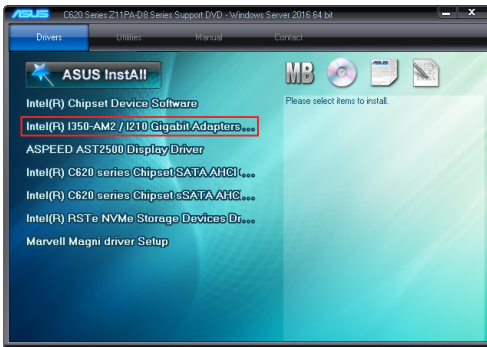 ASUS C620 Series Z11PA-D8 Series Support DVD - Windows Server 2016 64 bit
Drivers Utilities Manual Contact
ASUS InstAll
MB
Intel(R) Chipset Device Software
Please select items to install.
Intel(R) I350-AM2 / I210 Gigabit Adapters...
ASPEED AST2500 Display Driver
Intel(R) C620 series Chipset SATA AHCI (...
Intel(R) C620 series Chipset sSATA AHC...
Intel(R) RSTe NVMe Storage Devices Dr...
Marvell Magni driver Setup